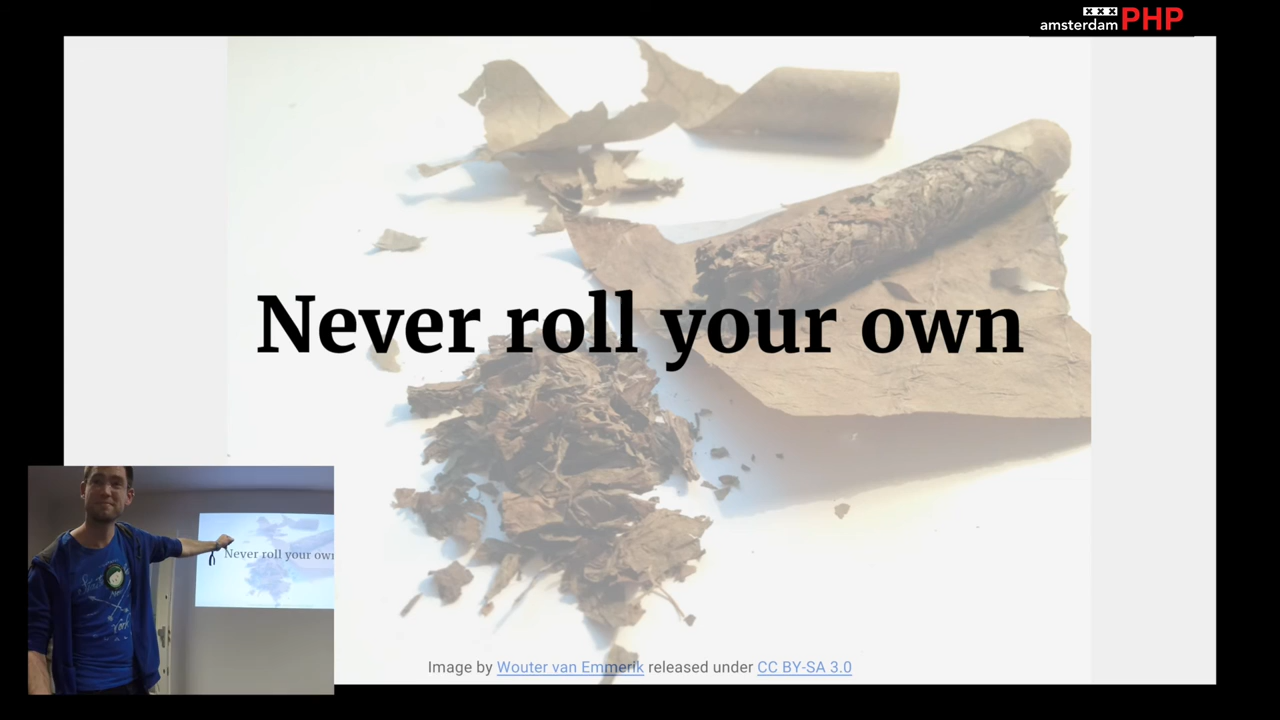 xxx
amsterdamPHP
Never roll your own
Never roll your own
Image by Wouter van Emmerik released under CC BY-SA 3.0